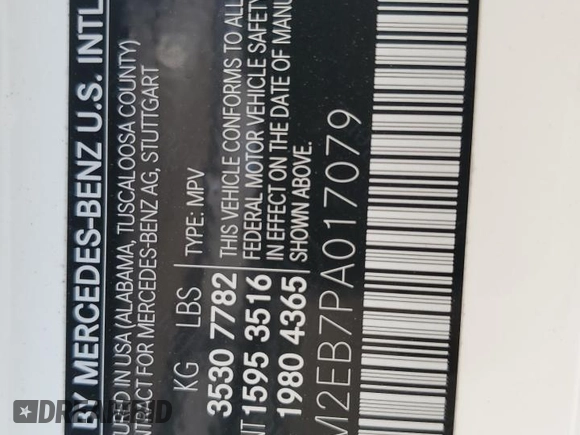 BY MERCEDES-BENZ U.S. INTL
IN USA (ALABAMA, TUSCALOOSA COUNTY)
FOR MERCEDES-BENZ AG, STUTTGART
KG LBS TYPE: MPV
3530 7782 THIS VEHICLE CONFORMS TO ALL
1595 3516 FEDERAL MOTOR VEHICLE SAFETY
1980 4365 IN EFFECT ON THE DATE OF
SHOWN ABOVE.
M2EB7PA017079